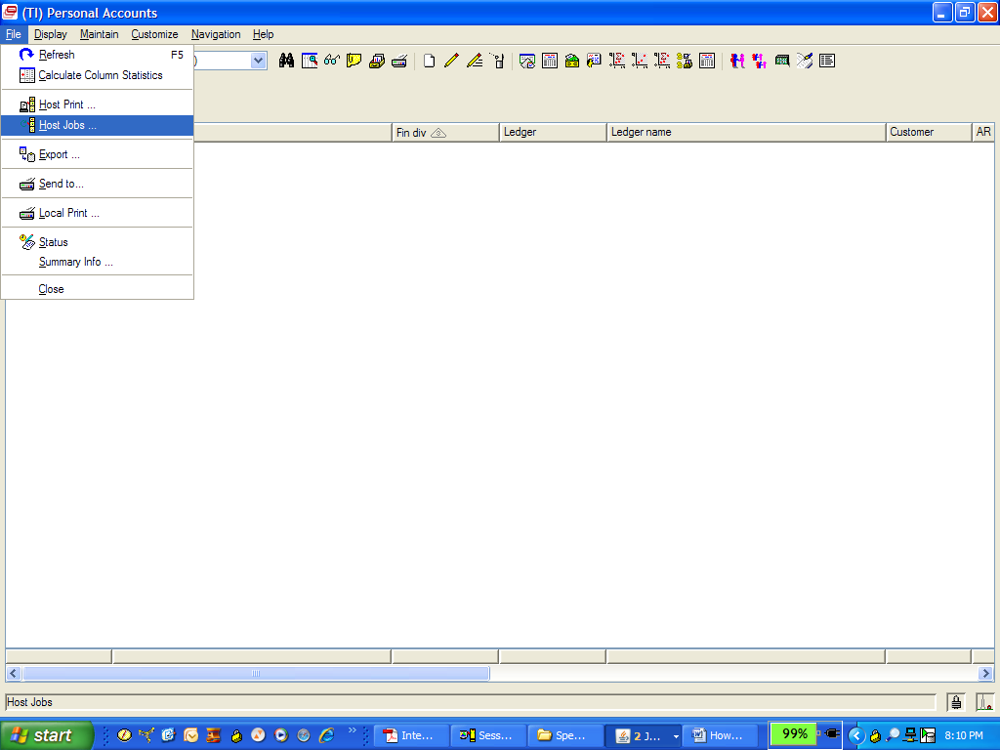 (TI) Personal Accounts
File Display Maintain Customize Navigation Help
Refresh F5
Calculate Column Statistics
Host Print ...
Host Jobs ...
Export ...
Send to...
Local Print ...
Status
Summary Info ...
Close
)
Fin div Ledger Ledger name Customer AR
Host Jobs
start Inte... Sess... Spe... 2 J... How... 99% 8:10 PM